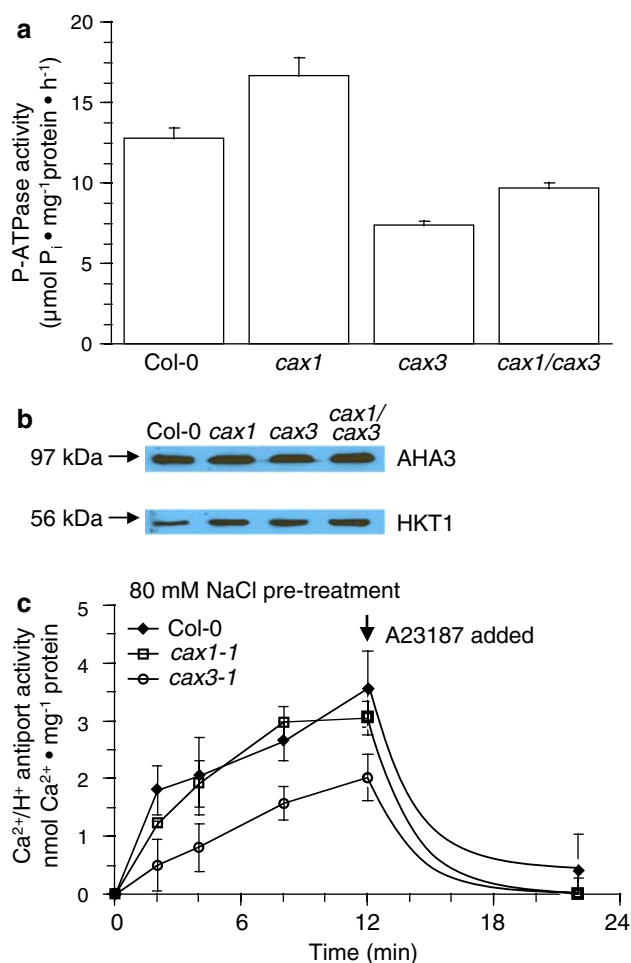 a
P-ATPase activity
(µmol Pi • mg-1protein • h-1)
20
15
10
5
0
Col-0 cax1 cax3 cax1/cax3
b
Col-0 cax1 cax3 cax1/
cax3
97 kDa AHA3
56 kDa HKT1
c
80 mM NaCl pre-treatment
Col-0
cax1-1
cax3-1
A23187 added
Ca2+/H+ antiport activity
nmol Ca2+ • mg-1 protein
5
4
3
2
1
0
0 6 12 18 24
Time (min)